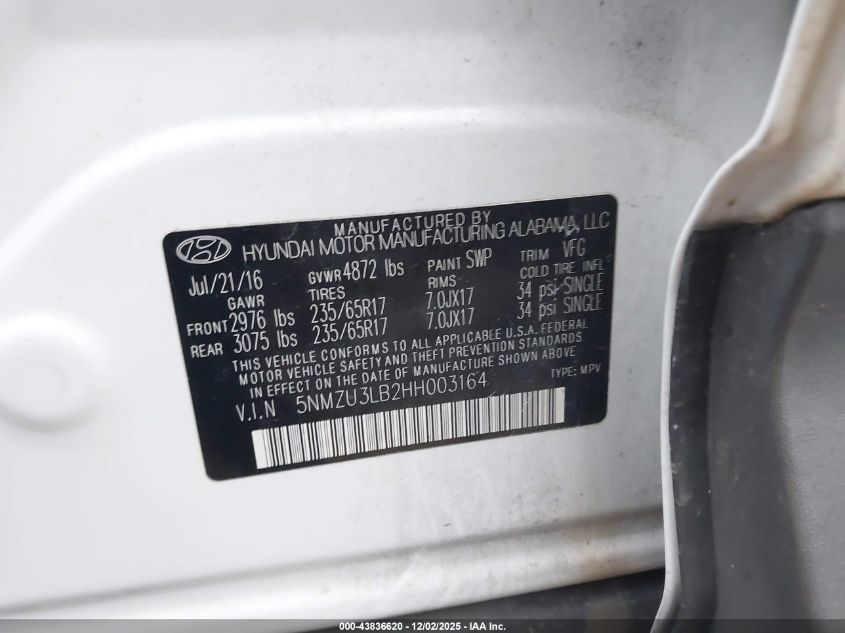 MANUFACTURED BY
HYUNDAI MOTOR MANUFACTURING ALABAMA, LLC
Jul/21/16 GVWR 4872 lbs PAINT SWP TRIM VFG
GAWR TIRES RIMS COLD TIRE INFL
FRONT 2976 lbs 235/65R17 7.0JX17 34 psi SINGLE
REAR 3075 lbs 235/65R17 7.0JX17 34 psi SINGLE
THIS VEHICLE CONFORMS TO ALL APPLICABLE U.S.A. FEDERAL
MOTOR VEHICLE SAFETY AND THEFT PREVENTION STANDARDS
IN EFFECT ON THE DATE OF MANUFACTURE SHOWN ABOVE
V.I.N 5NMZU3LB2HH003164 TYPE: MPV
000-43836620 - 12/02/2025 - IAA Inc.